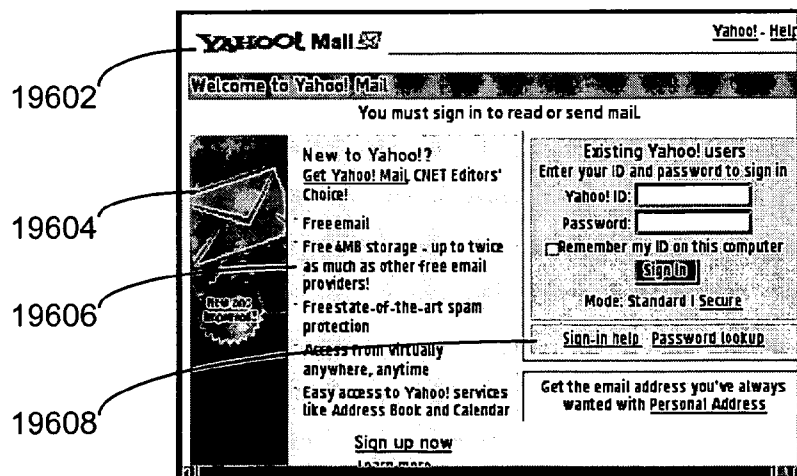 19602
19604
19606
19608
YAHOO! Mail
Yahoo! - Help
Welcome to Yahoo! Mail
You must sign in to read or send mail.
New to Yahoo!?
Get Yahoo! Mail, CNET Editors'
Choice!
Free email
Free 4MB storage - up to twice
as much as other free email
providers!
Free state-of-the-art spam
protection
Access from virtually
anywhere, anytime
Easy access to Yahoo! services
like Address Book and Calendar
Sign up now
Learn more
Existing Yahoo! users
Enter your ID and password to sign in
Yahoo! ID:
Password:
Remember my ID on this computer
Sign In
Mode: Standard | Secure
Sign-in help Password lookup
Get the email address you've always
wanted with Personal Address